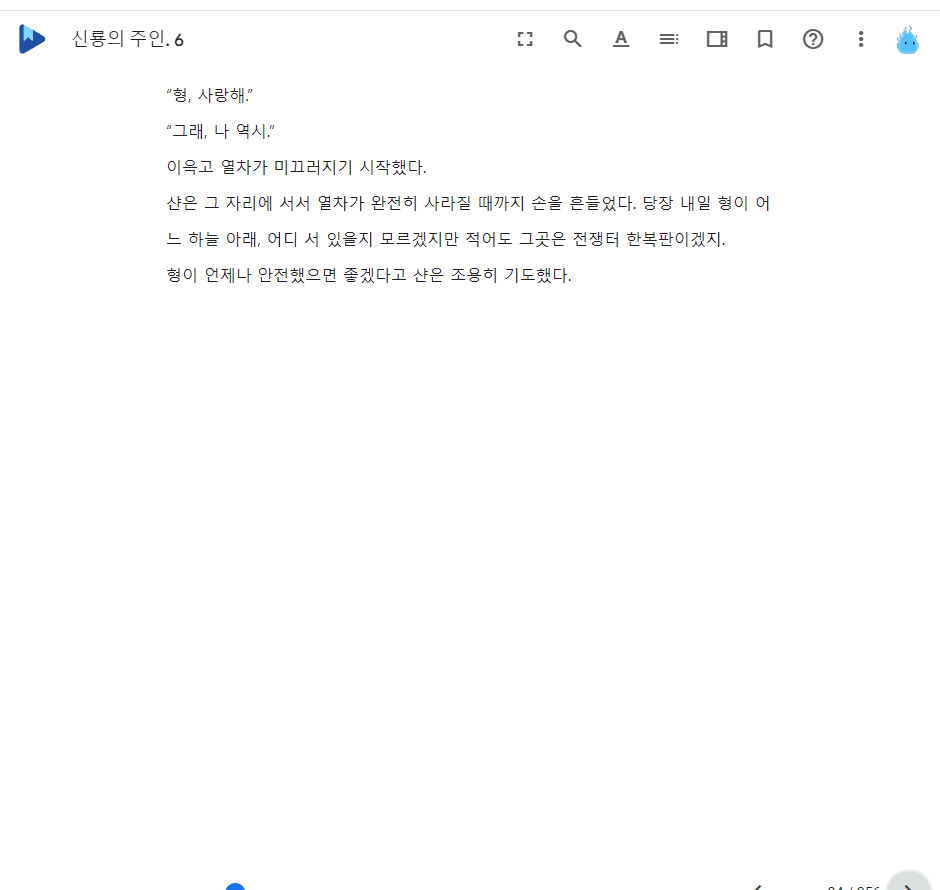 신룡의 주인. 6
“형, 사랑해.”
“그래, 나 역시.”
이윽고 열차가 미끄러지기 시작했다.
샨은 그 자리에 서서 열차가 완전히 사라질 때까지 손을 흔들었다. 당장 내일 형이 어
느 하늘 아래, 어디 서 있을지 모르겠지만 적어도 그곳은 전쟁터 한복판이겠지.
형이 언제나 안전했으면 좋겠다고 샨은 조용히 기도했다.